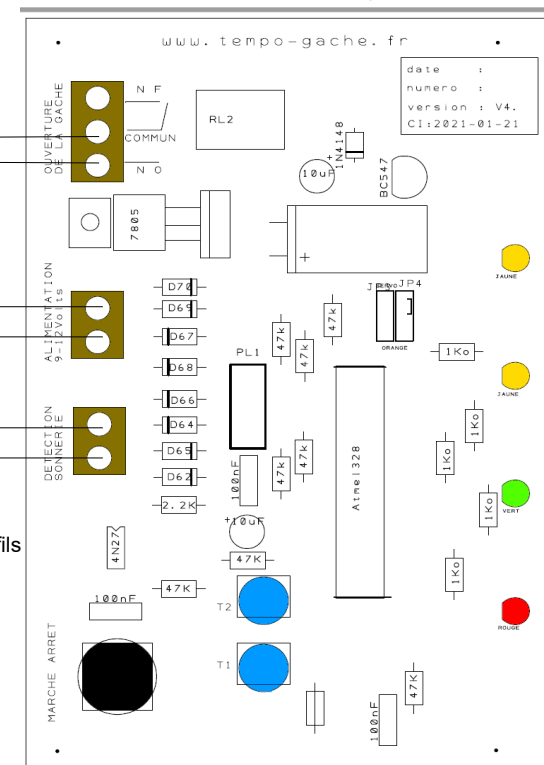 www.tempo-gache.fr
date :
numero :
version : V4.
CI:2021-01-21
OUVERTURE
DE LA GACHE
N F
COMMUN
N O
RL2
1N4148
+
10uF
BC547
7805
+
JAUNE
ALIMENTATION
9-12Volts
D70
D69
D67
D68
D66
D64
D65
D62
2.2K
47k
47k
47k
JP4
ORANGE
PL1
1Ko
JAUNE
DETECTION
SONNERIE
100nF
47k
47k
Atmel328
1Ko
1Ko
1Ko
VERT
+10uF
fils
4N27
47K
47K
1Ko
100nF
T2
ROUGE
MARCHE ARRET
T1
47K
100nF